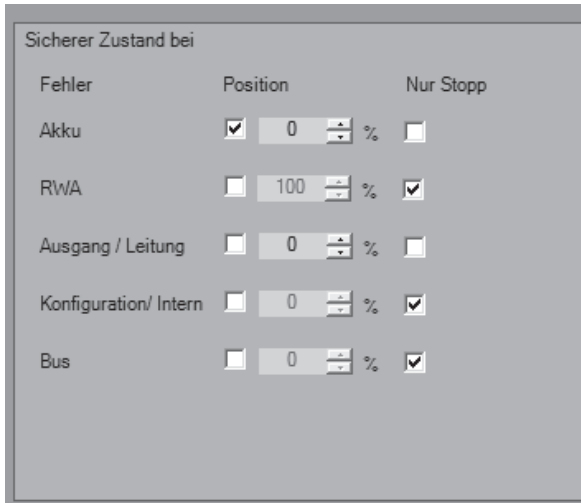 Sicherer Zustand bei
Fehler Position Nur Stopp
Akku 0 %
RWA 100 %
Ausgang / Leitung 0 %
Konfiguration/ Intern 0 %
Bus 0 %